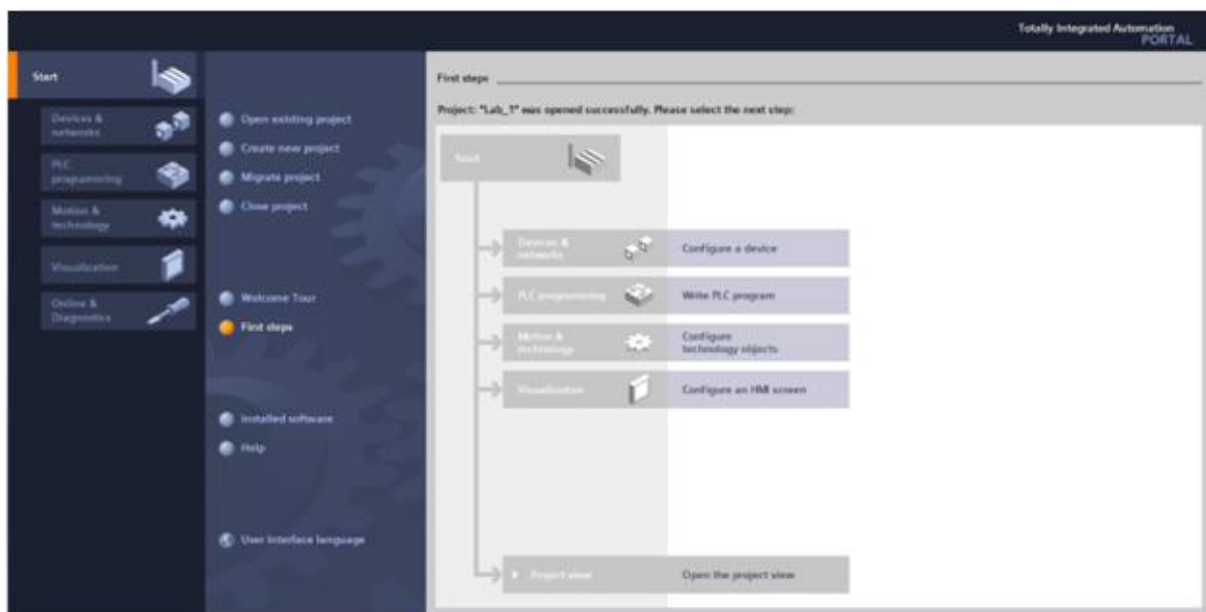 Totally Integrated Automation
PORTAL
Start
Devices &
networks
PLC
programming
Motion &
technology
Visualization
Online &
Diagnostics
Open existing project
Create new project
Migrate project
Close project
Welcome Tour
First steps
Installed software
Help
User interface language
First steps
Project: "Lab_1" was opened successfully. Please select the next step:
Start
Devices &
networks
Configure a device
PLC programming
Write PLC program
Motion &
technology
Configure
technology objects
Visualization
Configure an HMI screen
Project view
Open the project view